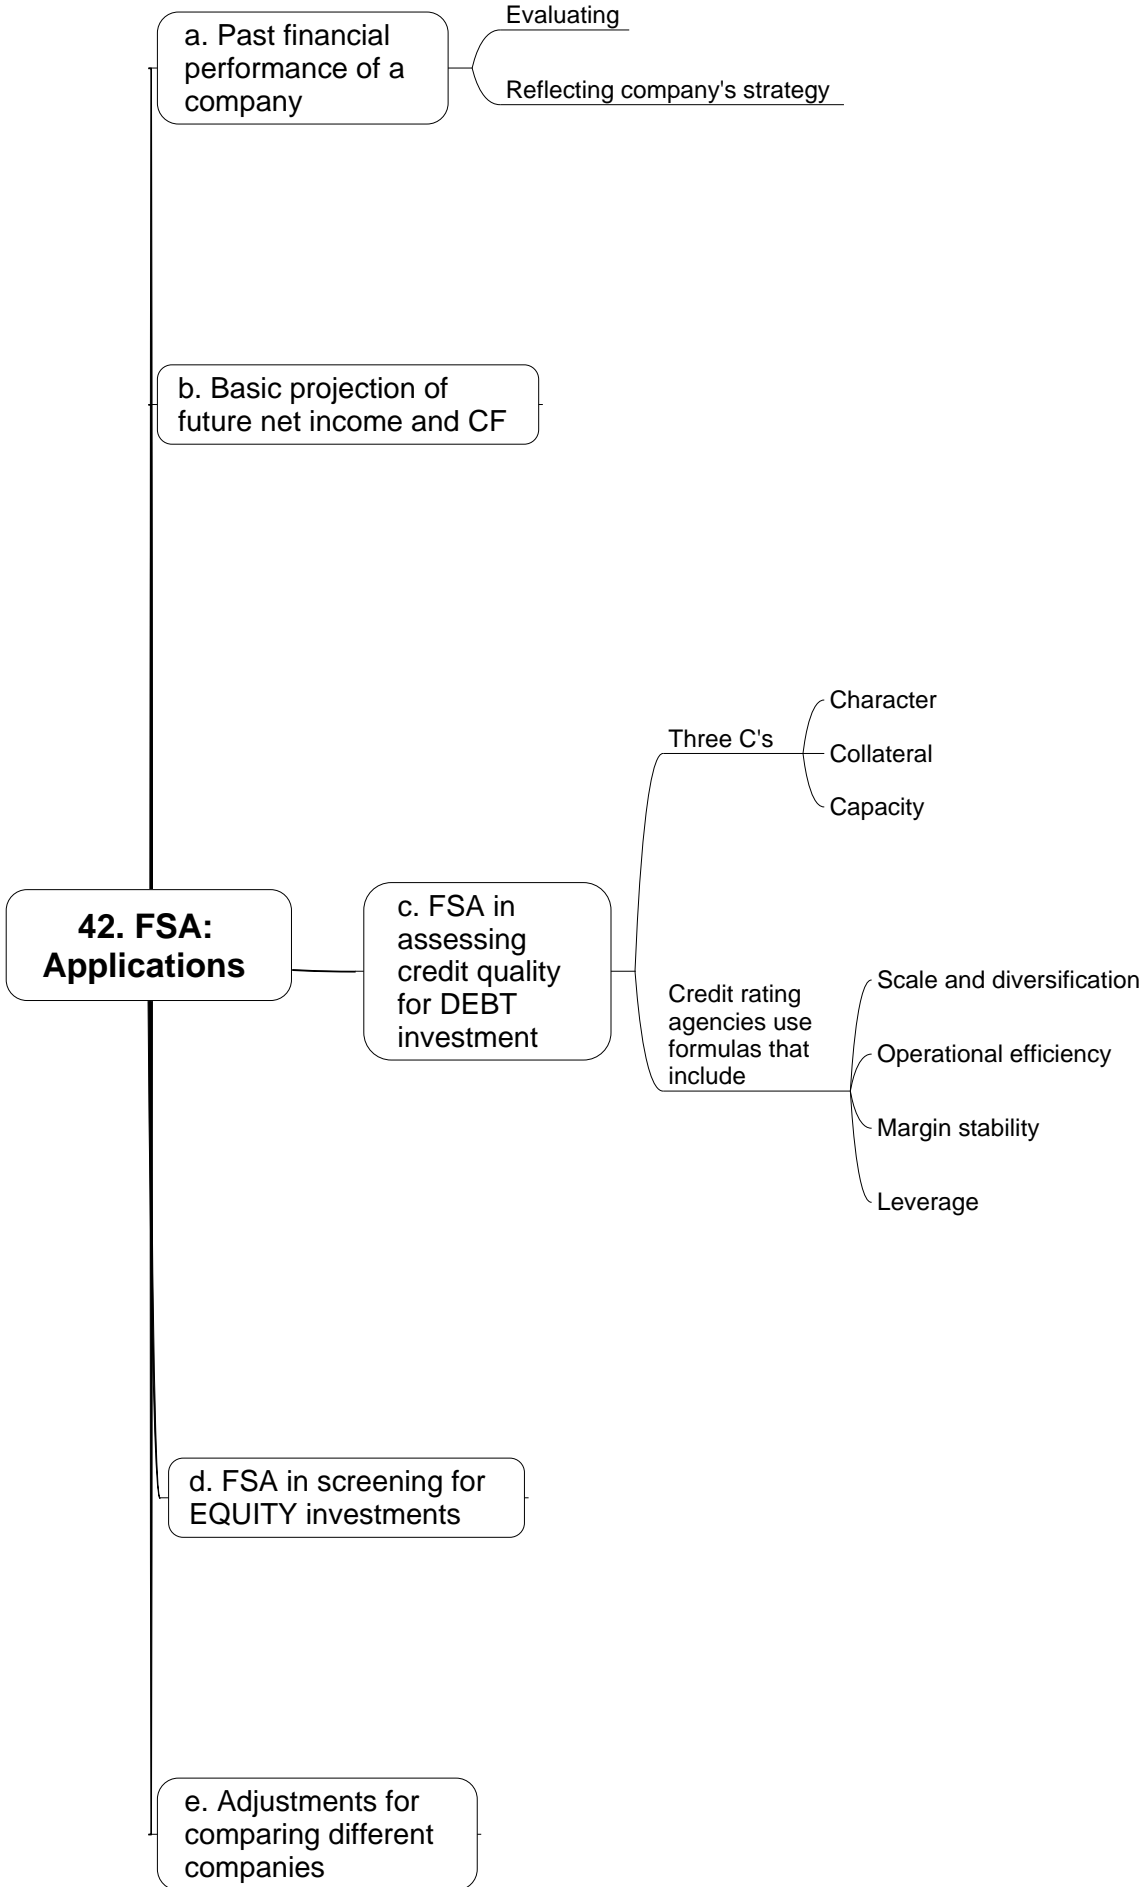 a. Past financial
performance of a
company
Evaluating
Reflecting company's strategy
b. Basic projection of
future net income and CF
42. FSA:
Applications
c. FSA in
assessing
credit quality
for DEBT
investment
Three C's
Character
Collateral
Capacity
Credit rating
agencies use
formulas that
include
Scale and diversification
Operational efficiency
Margin stability
Leverage
d. FSA in screening for
EQUITY investments
e. Adjustments for
comparing different
companies